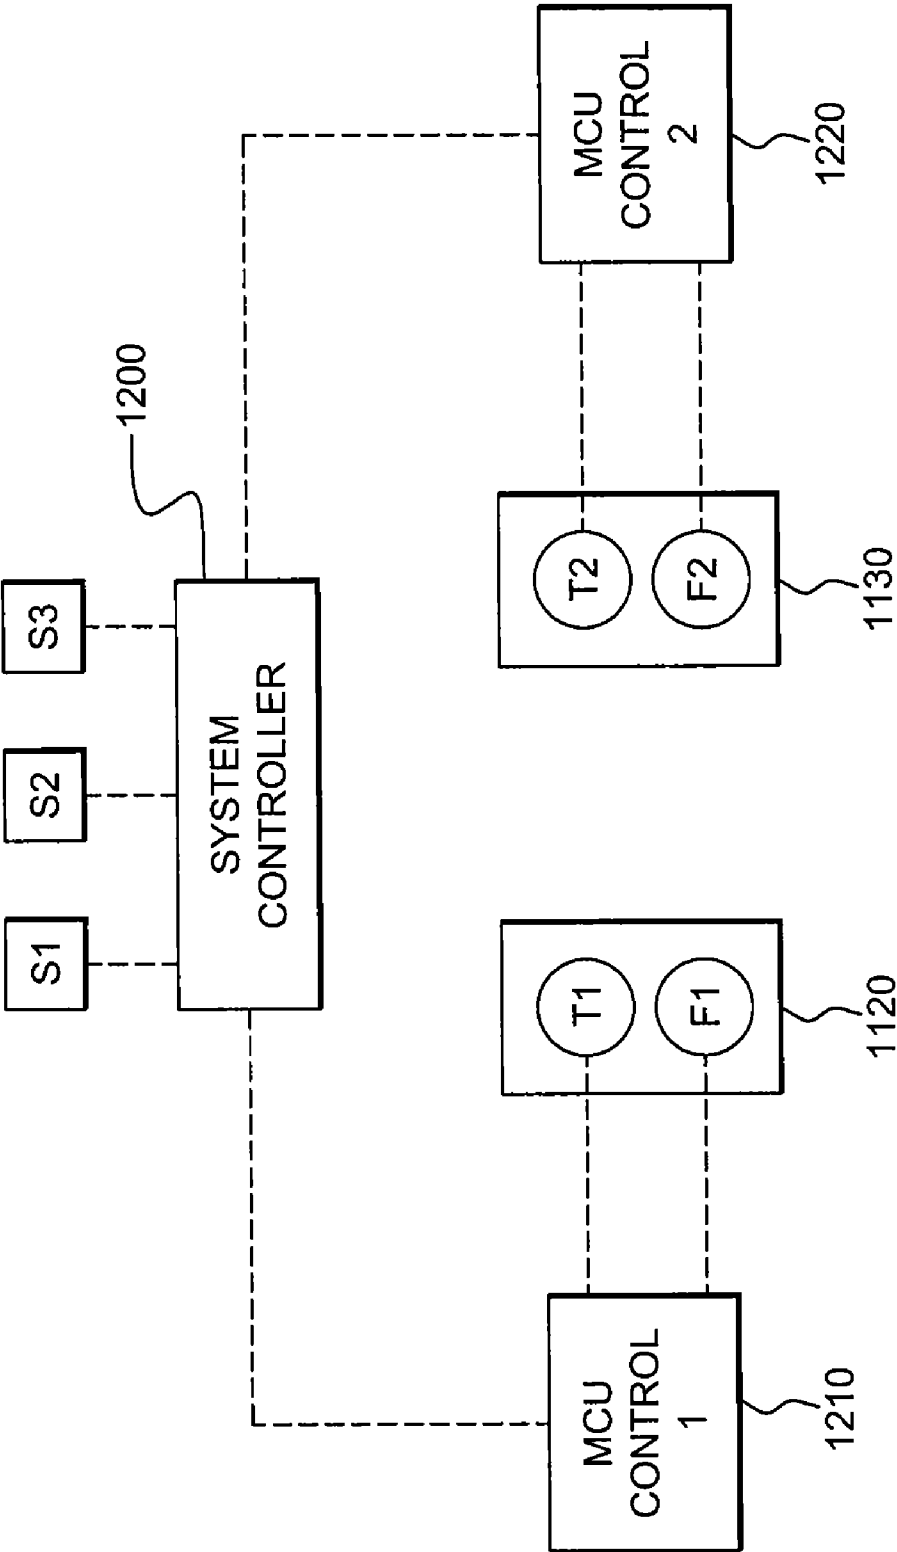 S1
S2
S3
SYSTEM
CONTROLLER
1200
MCU
CONTROL
1
1210
T1
F1
1120
T2
F2
1130
MCU
CONTROL
2
1220